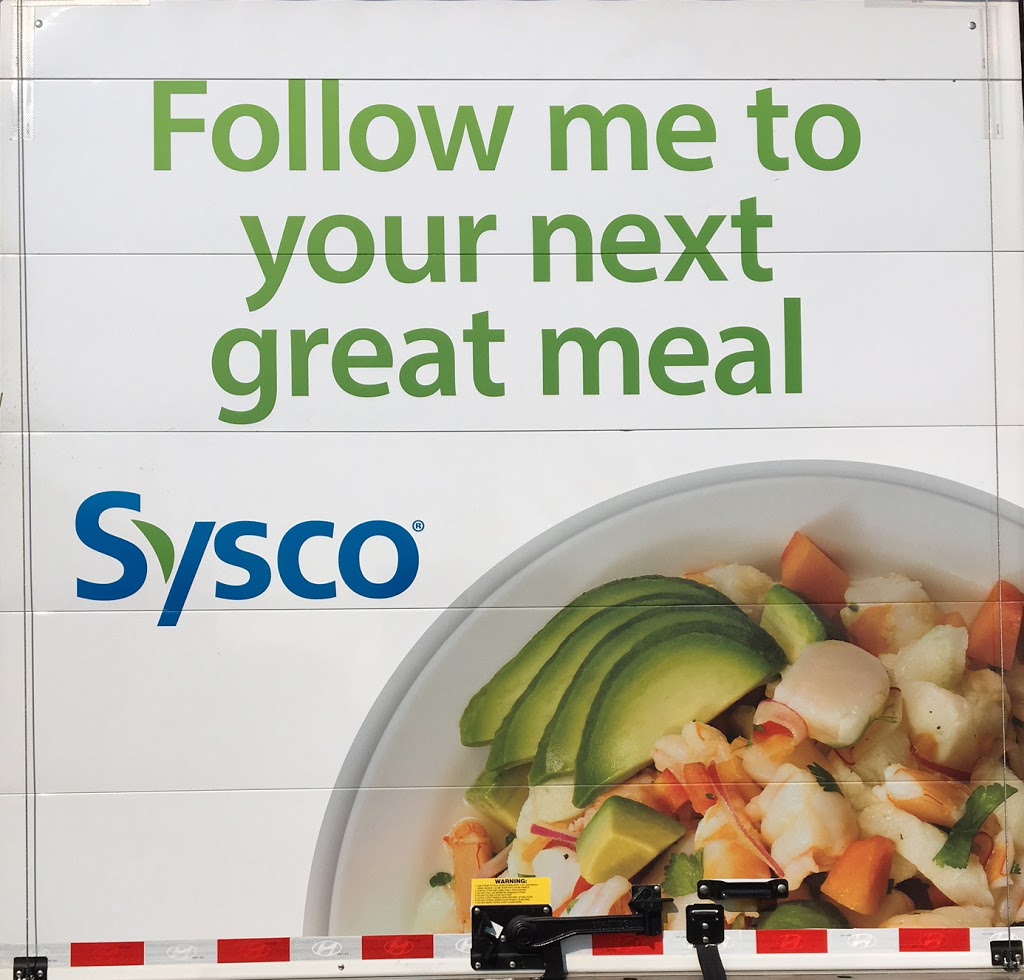 Follow me to
your next
great meal
Sysco®
WARNING: